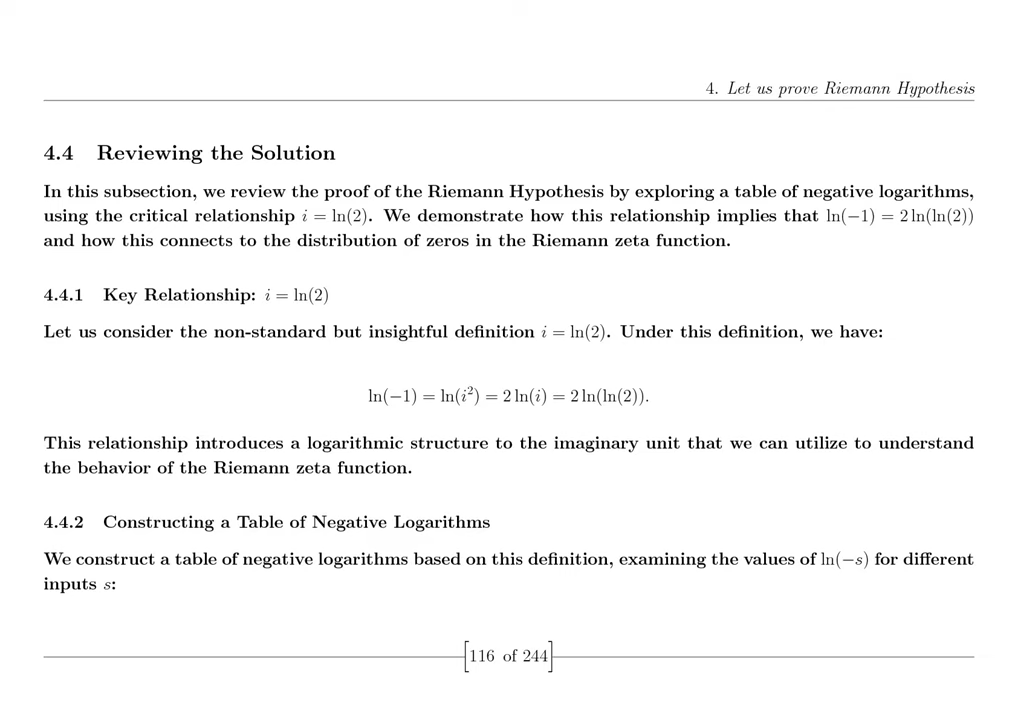 4. Let us prove Riemann Hypothesis
4.4 Reviewing the Solution
In this subsection, we review the proof of the Riemann Hypothesis by exploring a table of negative logarithms,
using the critical relationship i = ln(2). We demonstrate how this relationship implies that ln(−1) = 2 ln(ln(2))
and how this connects to the distribution of zeros in the Riemann zeta function.
4.4.1 Key Relationship: i = ln(2)
Let us consider the non-standard but insightful definition i = ln(2). Under this definition, we have:
ln(−1) = ln(i²) = 2 ln(i) = 2 ln(ln(2)).
This relationship introduces a logarithmic structure to the imaginary unit that we can utilize to understand
the behavior of the Riemann zeta function.
4.4.2 Constructing a Table of Negative Logarithms
We construct a table of negative logarithms based on this definition, examining the values of ln(−s) for different
inputs s:
[116 of 244]